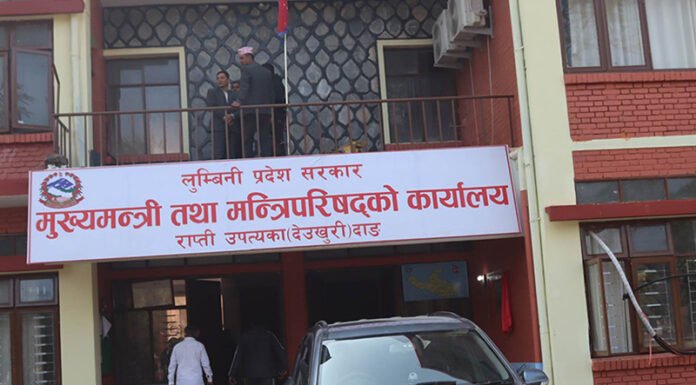 लुम्बिनी प्रदेश सरकार
मुख्यमन्त्री तथा मन्त्रिपरिषद्को कार्यालय
राप्ती उपत्यका(देउखुरी)दाङ